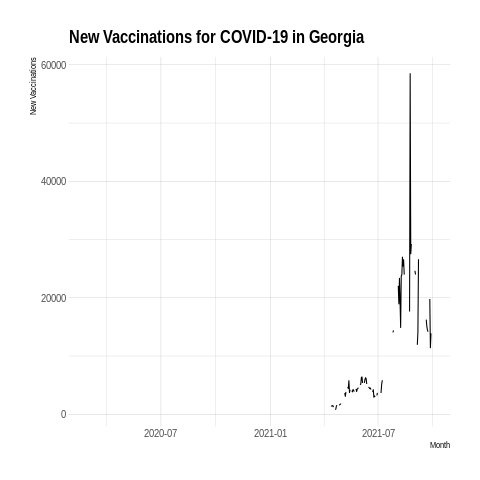 New Vaccinations for COVID-19 in Georgia
New Vaccinations
60000
40000
20000
0
2020-07 2021-01 2021-07
Month